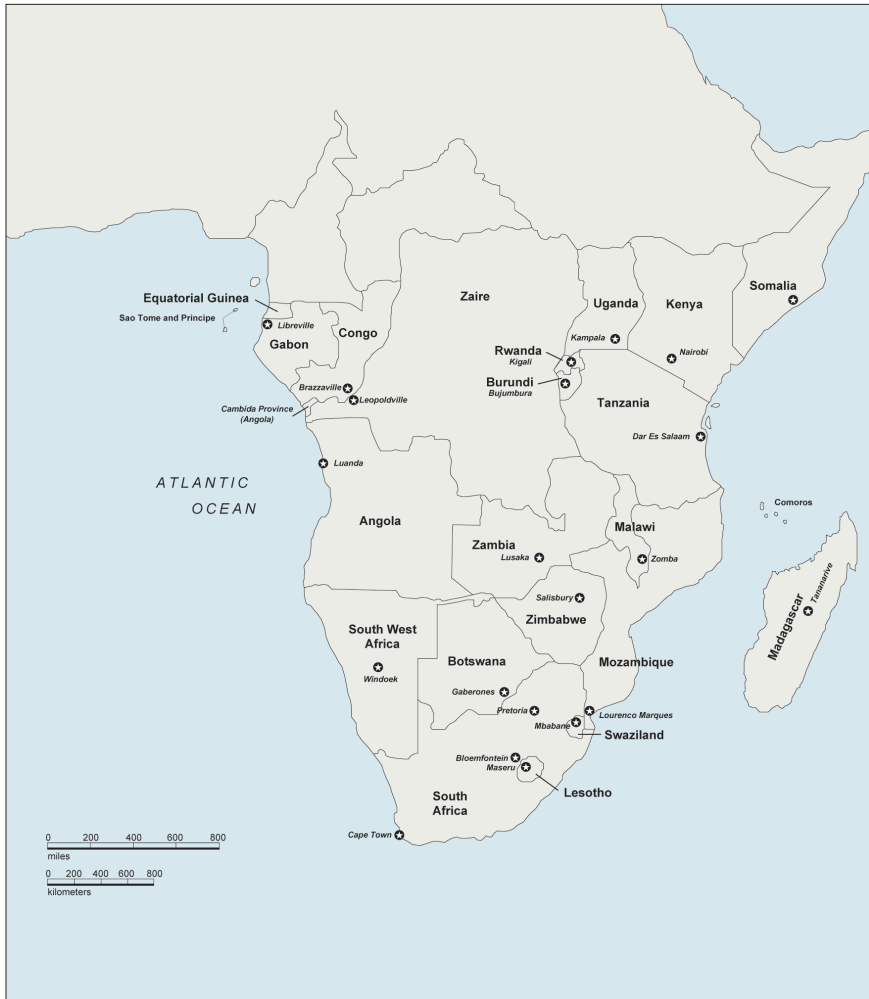 Somalia
Equatorial Guinea
Zaire
Uganda
Kenya
Sao Tome and Principe
Libreville
Congo
Gabon
Kampala
Rwanda
Kigali
Nairobi
Burundi
Bujumbura
Brazzaville
Leopoldville
Cambida Province
(Angola)
Tanzania
Dar Es Salaam
Luanda
ATLANTIC
OCEAN
Comoros
Angola
Malawi
Zambia
Lusaka
Zomba
Salisbury
Zimbabwe
Madagascar
Tananarive
South West
Africa
Windoek
Botswana
Mozambique
Gaberones
Pretoria
Lourenco Marques
Mbabane
Swaziland
Bloemfontein
Maseru
Lesotho
South
Africa
Cape Town
0 200 400 600 800
miles
0 200 400 600 800
kilometers